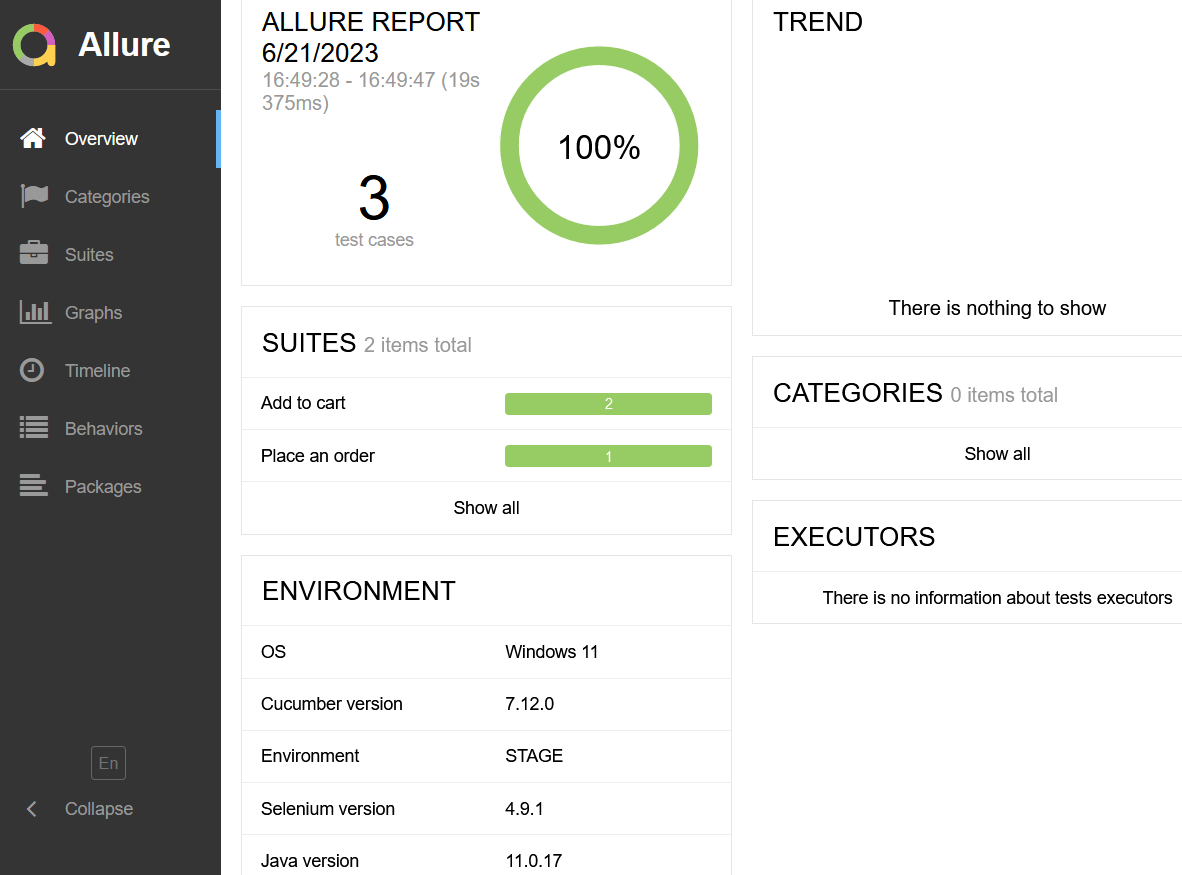 Allure
Overview
Categories
Suites
Graphs
Timeline
Behaviors
Packages
En
Collapse
ALLURE REPORT
6/21/2023
16:49:28 - 16:49:47 (19s
375ms)
3
test cases
100%
SUITES 2 items total
Add to cart 2
Place an order 1
Show all
ENVIRONMENT
OS Windows 11
Cucumber version 7.12.0
Environment STAGE
Selenium version 4.9.1
Java version 11.0.17
TREND
There is nothing to show
CATEGORIES 0 items total
Show all
EXECUTORS
There is no information about tests executors